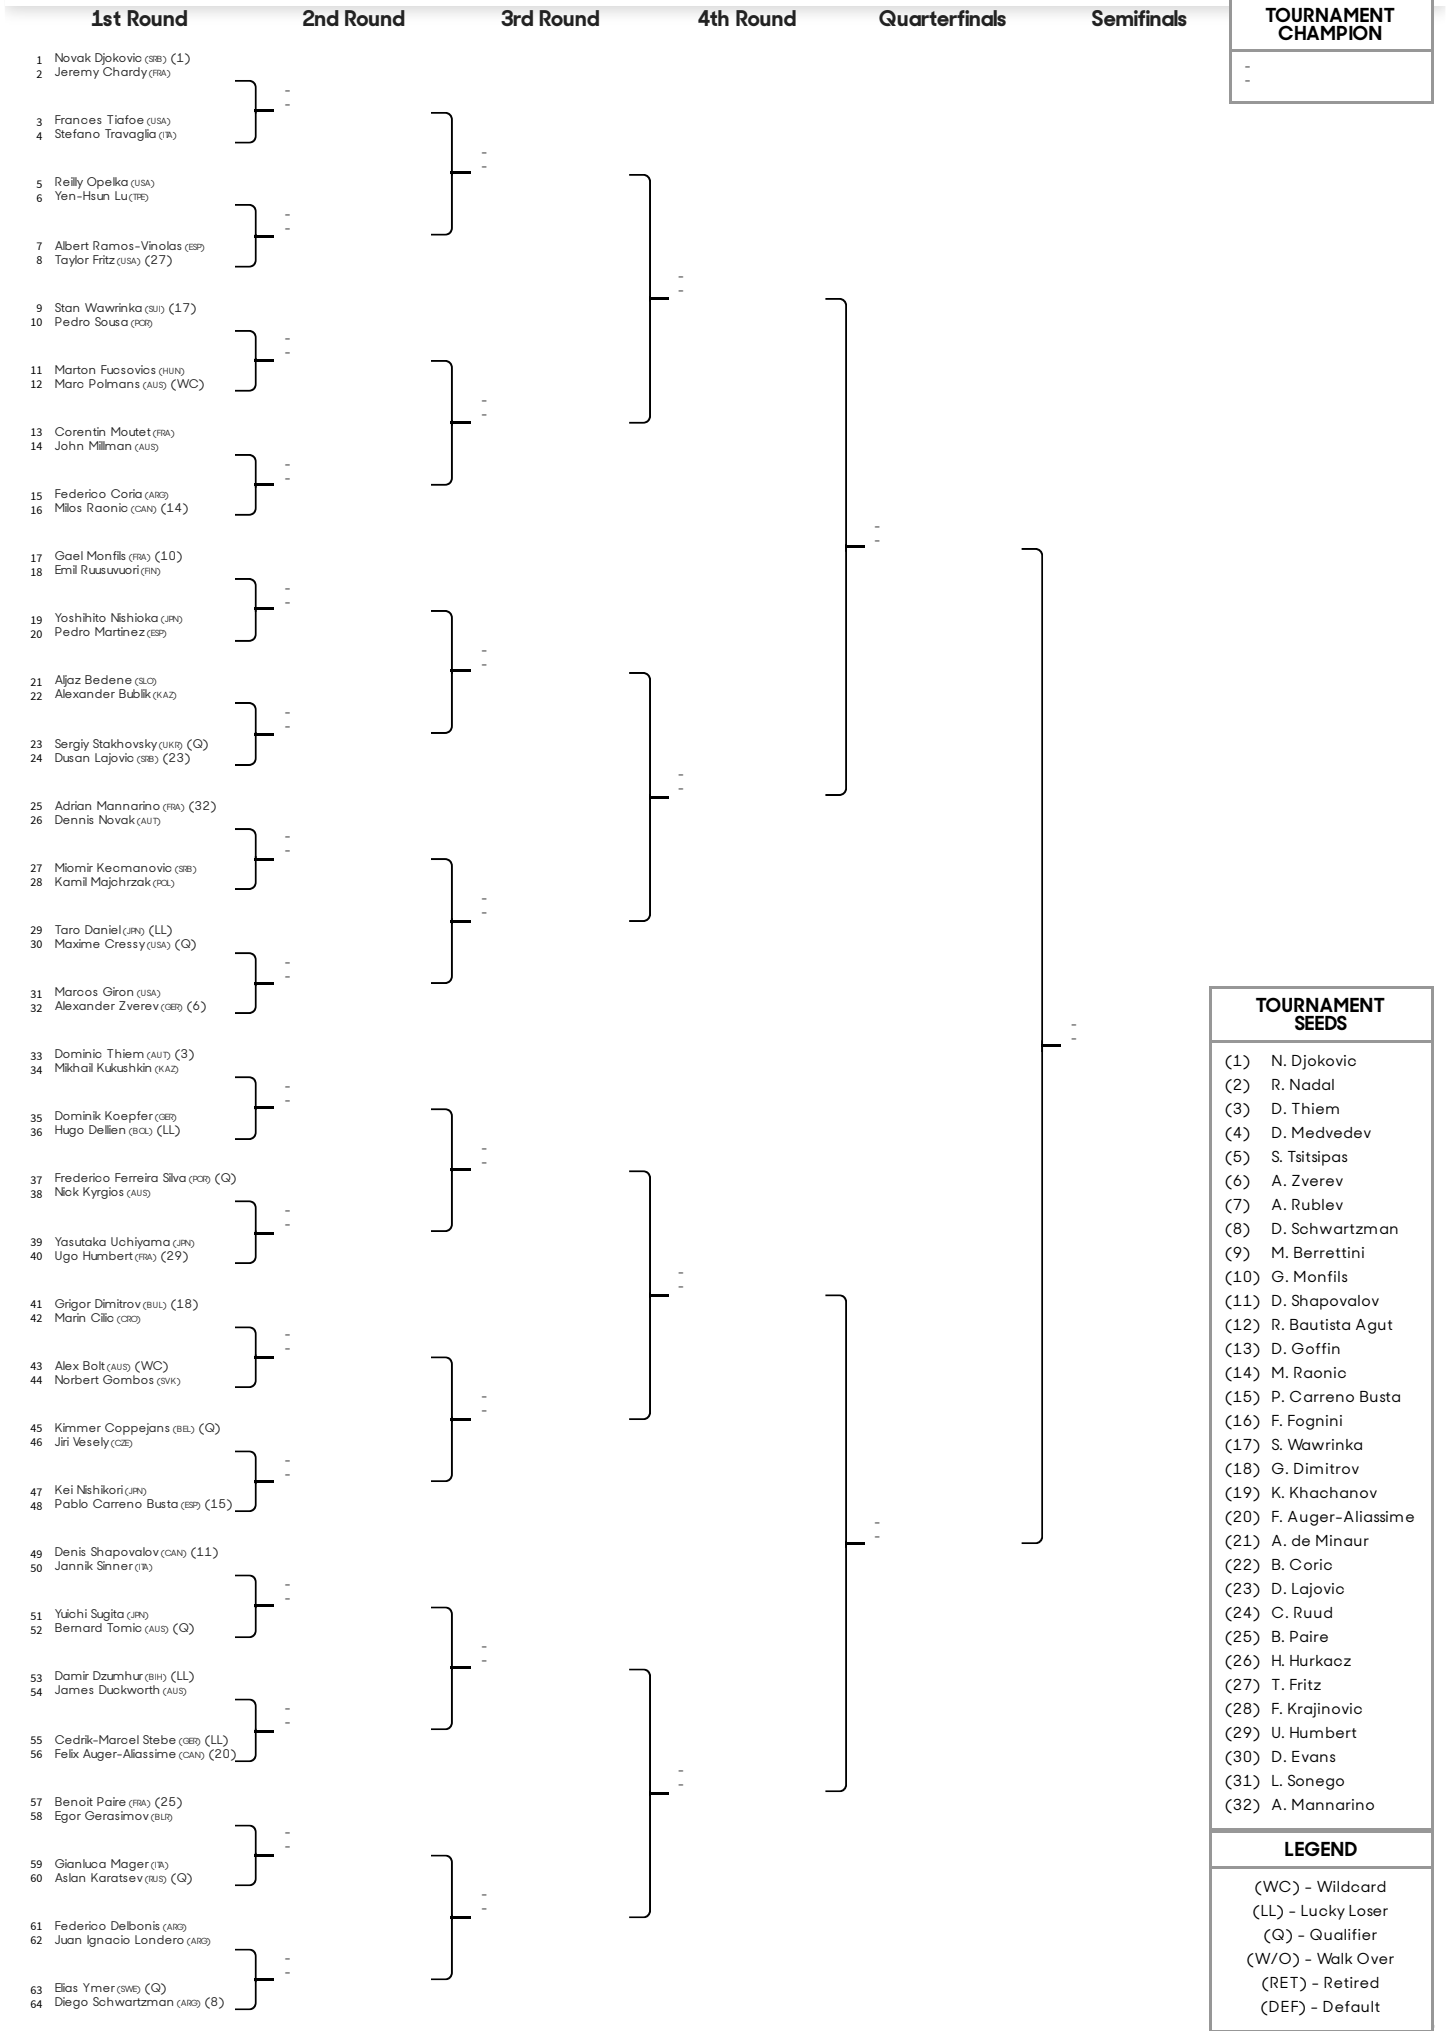 1st Round 2nd Round 3rd Round 4th Round Quarterfinals Semifinals
TOURNAMENT
CHAMPION
-
-
1 Novak Djokovic (SRB) (1)
2 Jeremy Chardy (FRA)
3 Frances Tiafoe (USA)
4 Stefano Travaglia (ITA)
5 Reilly Opelka (USA)
6 Yen-Hsun Lu (TPE)
7 Albert Ramos-Vinolas (ESP)
8 Taylor Fritz (USA) (27)
9 Stan Wawrinka (SUI) (17)
10 Pedro Sousa (POR)
11 Marton Fucsovics (HUN)
12 Marc Polmans (AUS) (WC)
13 Corentin Moutet (FRA)
14 John Millman (AUS)
15 Federico Coria (ARG)
16 Milos Raonic (CAN) (14)
17 Gael Monfils (FRA) (10)
18 Emil Ruusuvuori (FIN)
19 Yoshihito Nishioka (JPN)
20 Pedro Martinez (ESP)
21 Aljaz Bedene (SLO)
22 Alexander Bublik (KAZ)
23 Sergiy Stakhovsky (UKR) (Q)
24 Dusan Lajovic (SRB) (23)
25 Adrian Mannarino (FRA) (32)
26 Dennis Novak (AUT)
27 Miomir Kecmanovic (SRB)
28 Kamil Majchrzak (POL)
29 Taro Daniel (JPN) (LL)
30 Maxime Cressy (USA) (Q)
31 Marcos Giron (USA)
32 Alexander Zverev (GER) (6)
33 Dominic Thiem (AUT) (3)
34 Mikhail Kukushkin (KAZ)
35 Dominik Koepfer (GER)
36 Hugo Dellien (BOL) (LL)
37 Frederico Ferreira Silva (POR) (Q)
38 Nick Kyrgios (AUS)
39 Yasutaka Uchiyama (JPN)
40 Ugo Humbert (FRA) (29)
41 Grigor Dimitrov (BUL) (18)
42 Marin Cilic (CRO)
43 Alex Bolt (AUS) (WC)
44 Norbert Gombos (SVK)
45 Kimmer Coppejans (BEL) (Q)
46 Jiri Vesely (CZE)
47 Kei Nishikori (JPN)
48 Pablo Carreno Busta (ESP) (15)
49 Denis Shapovalov (CAN) (11)
50 Jannik Sinner (ITA)
51 Yuichi Sugita (JPN)
52 Bernard Tomic (AUS) (Q)
53 Damir Dzumhur (BIH) (LL)
54 James Duckworth (AUS)
55 Cedrik-Marcel Stebe (GER) (LL)
56 Felix Auger-Aliassime (CAN) (20)
57 Benoit Paire (FRA) (25)
58 Egor Gerasimov (BLR)
59 Gianluca Mager (ITA)
60 Aslan Karatsev (RUS) (Q)
61 Federico Delbonis (ARG)
62 Juan Ignacio Londero (ARG)
63 Elias Ymer (SWE) (Q)
64 Diego Schwartzman (ARG) (8)
TOURNAMENT
SEEDS
(1) N. Djokovic
(2) R. Nadal
(3) D. Thiem
(4) D. Medvedev
(5) S. Tsitsipas
(6) A. Zverev
(7) A. Rublev
(8) D. Schwartzman
(9) M. Berrettini
(10) G. Monfils
(11) D. Shapovalov
(12) R. Bautista Agut
(13) D. Goffin
(14) M. Raonic
(15) P. Carreno Busta
(16) F. Fognini
(17) S. Wawrinka
(18) G. Dimitrov
(19) K. Khachanov
(20) F. Auger-Aliassime
(21) A. de Minaur
(22) B. Coric
(23) D. Lajovic
(24) C. Ruud
(25) B. Paire
(26) H. Hurkacz
(27) T. Fritz
(28) F. Krajinovic
(29) U. Humbert
(30) D. Evans
(31) L. Sonego
(32) A. Mannarino
LEGEND
(WC) - Wildcard
(LL) - Lucky Loser
(Q) - Qualifier
(W/O) - Walk Over
(RET) - Retired
(DEF) - Default